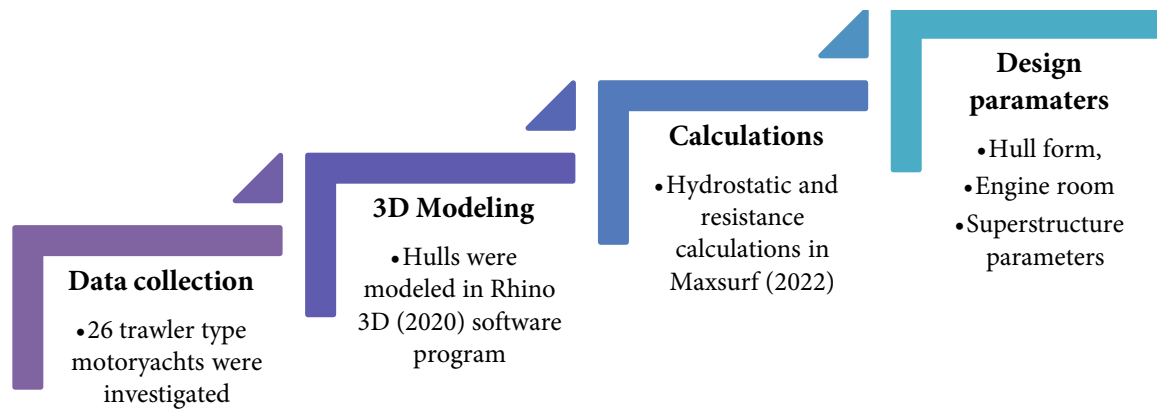 Data collection
•26 trawler type
motoryachts were
investigated
3D Modeling
•Hulls were
modeled in Rhino
3D (2020) software
program
Calculations
•Hydrostatic and
resistance
calculations in
Maxsurf (2022)
Design
paramaters
•Hull form,
•Engine room
•Superstructure
parameters